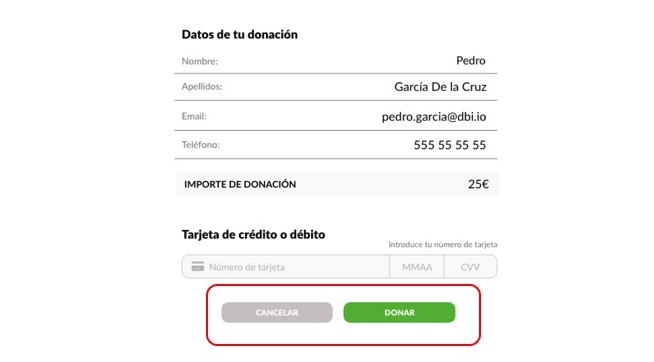 Datos de tu donación
Nombre: Pedro
Apellidos: García De la Cruz
Email: pedro.garcia@dbi.io
Teléfono: 555 55 55 55
IMPORTE DE DONACIÓN 25€
Tarjeta de crédito o débito
Introduce tu número de tarjeta
Número de tarjeta MMAA CVV
CANCELAR DONAR